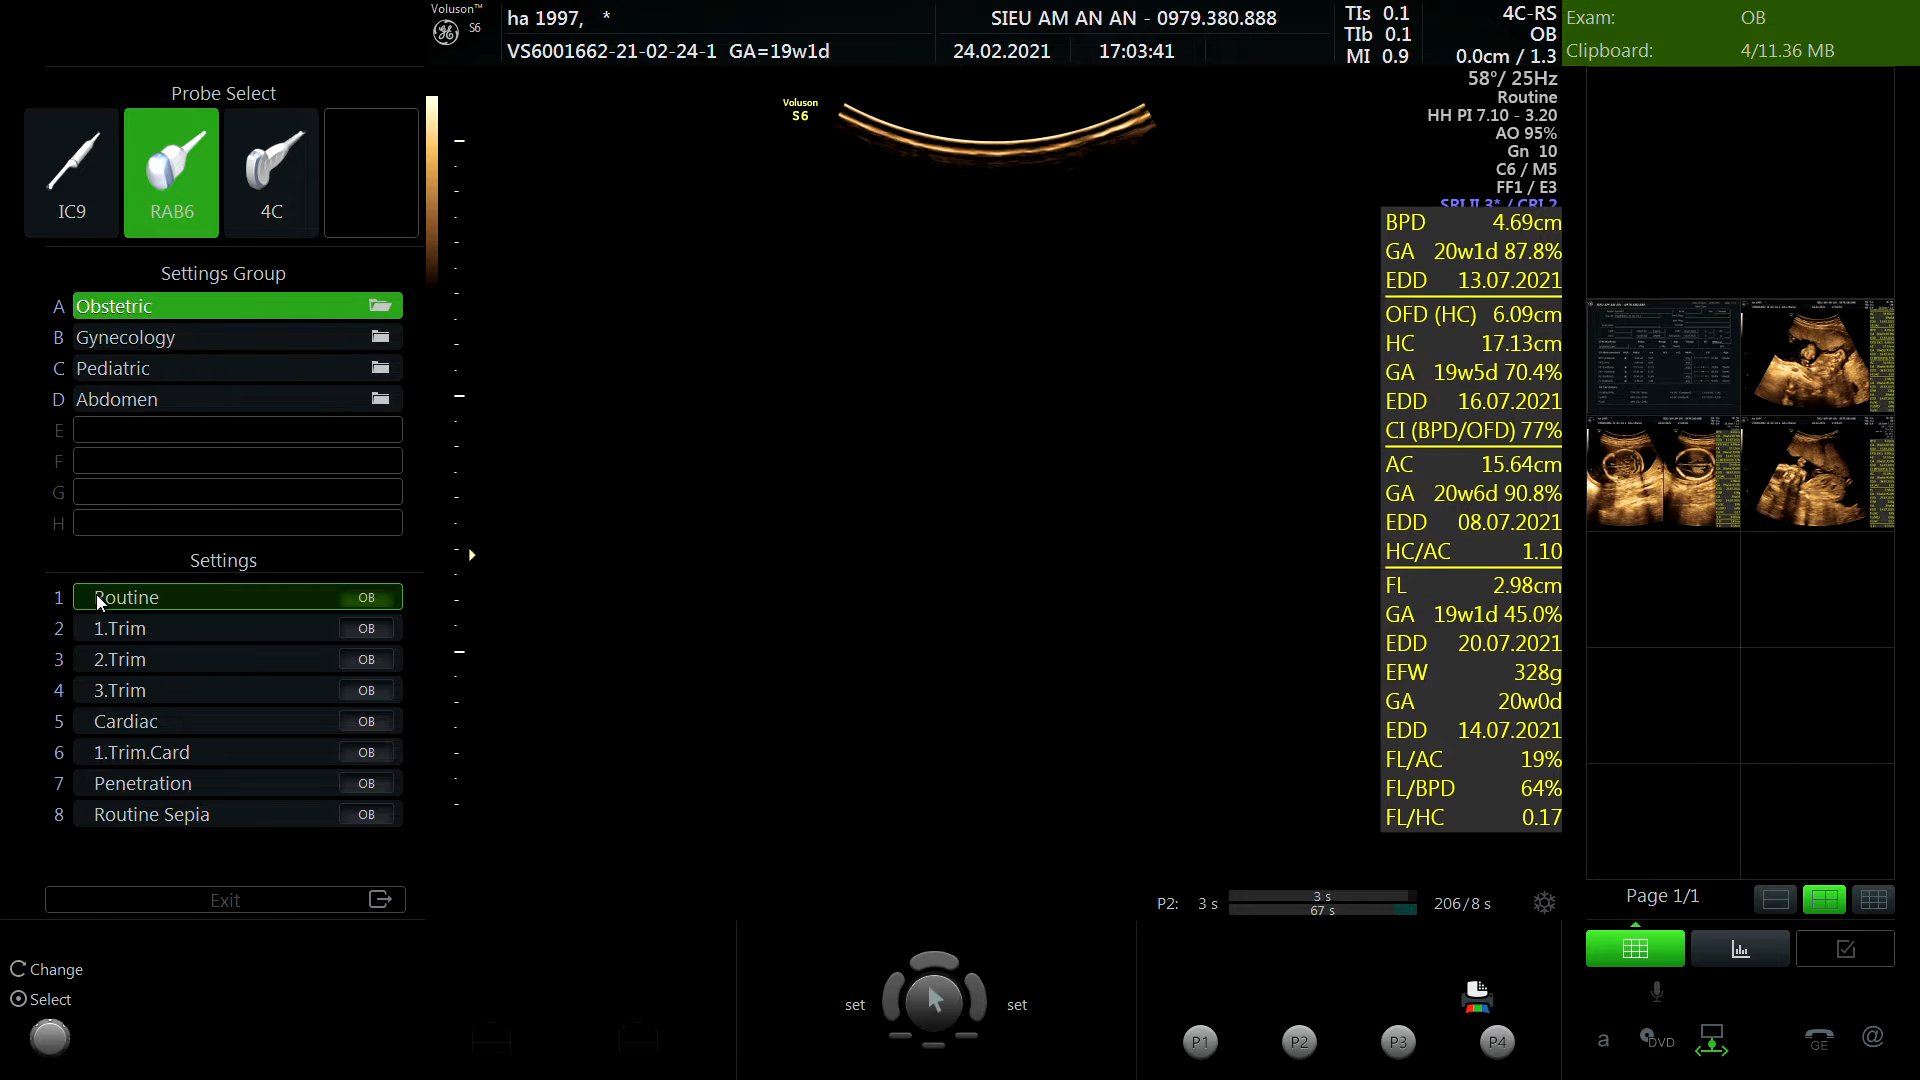 Voluson™
S6
ha 1997,   *
SIEU AM AN AN - 0979.380.888
VS6001662-21-02-24-1  GA=19w1d
24.02.2021
17:03:41
TIs 0.1
TIb 0.1
MI 0.9
4C-RS
OB
0.0cm / 1.3
Exam: OB
Clipboard: 4/11.36 MB
58°/ 25Hz
Routine
HH PI 7.10 - 3.20
AO 95%
Gn 10
C6 / M5
FF1 / E3
SRI II 3* / CRI 2
Voluson
S6
Probe Select
IC9
RAB6
4C
Settings Group
A Obstetric
B Gynecology
C Pediatric
D Abdomen
E
F
G
H
Settings
1 Routine OB
2 1.Trim OB
3 2.Trim OB
4 3.Trim OB
5 Cardiac OB
6 1.Trim.Card OB
7 Penetration OB
8 Routine Sepia OB
Exit
Change
Select
BPD 4.69cm
GA 20w1d 87.8%
EDD 13.07.2021
OFD (HC) 6.09cm
HC 17.13cm
GA 19w5d 70.4%
EDD 16.07.2021
CI (BPD/OFD) 77%
AC 15.64cm
GA 20w6d 90.8%
EDD 08.07.2021
HC/AC 1.10
FL 2.98cm
GA 19w1d 45.0%
EDD 20.07.2021
EFW 328g
GA 20w0d
EDD 14.07.2021
FL/AC 19%
FL/BPD 64%
FL/HC 0.17
P2: 3 s
3 s
67 s
206/8 s
set
set
P1
P2
P3
P4
Page 1/1
a
DVD
GE
@